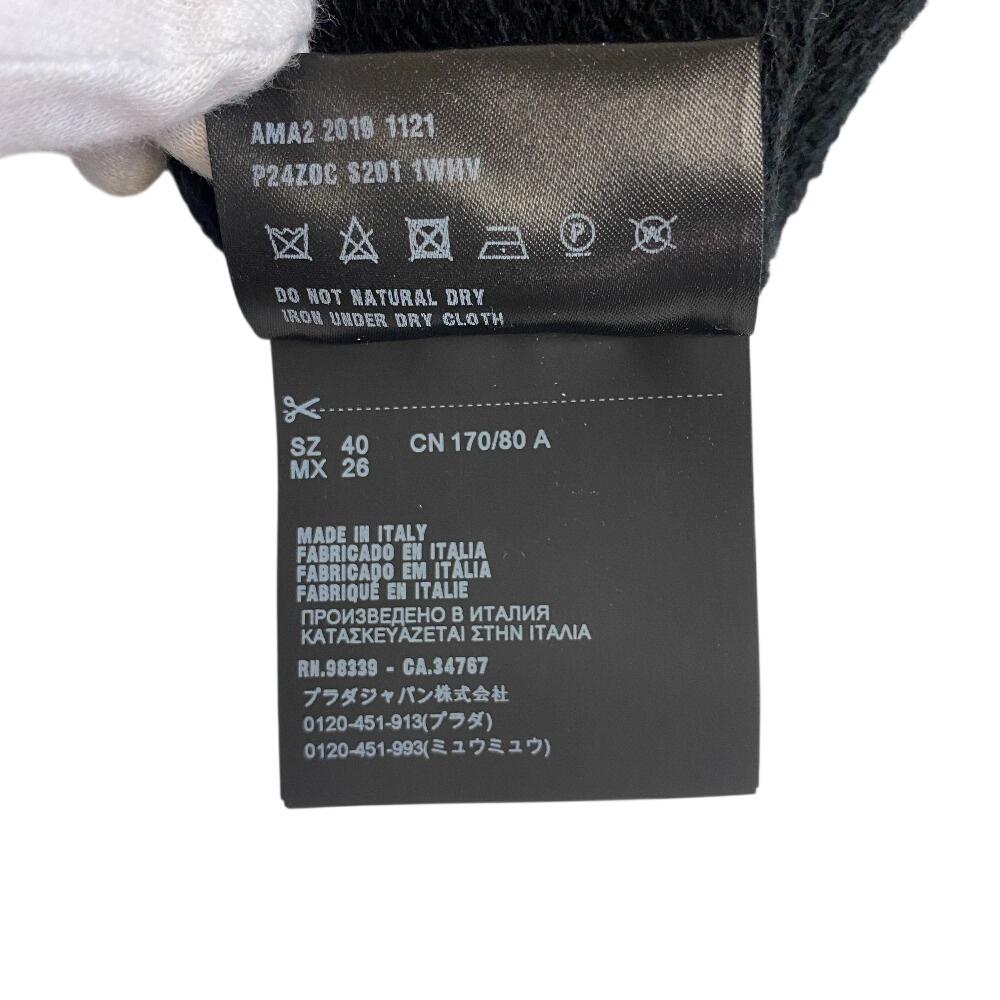 AMA2 2019 1121
P24Z0C S201 1WMV
P
W
DO NOT NATURAL DRY
IRON UNDER DRY CLOTH
SZ 40 CN 170/80 A
MX 26
MADE IN ITALY
FABRICADO EN ITALIA
FABRICADO EM ITÁLIA
FABRIQUÉ EN ITALIE
ПРОИЗВЕДЕНО В ИТАЛИЯ
ΚΑΤΑΣΚΕΥΑΖΕΤΑΙ ΣΤΗΝ ΙΤΑΛΙΑ
RN.98339 - CA.34767
プラダジャパン株式会社
0120-451-913(プラダ)
0120-451-993(ミュウミュウ)